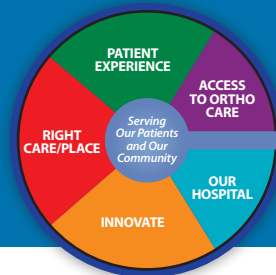 PATIENT
EXPERIENCE
ACCESS
TO ORTHO
CARE
RIGHT
CARE/PLACE
Serving
Our Patients
and Our
Community
OUR
HOSPITAL
INNOVATE